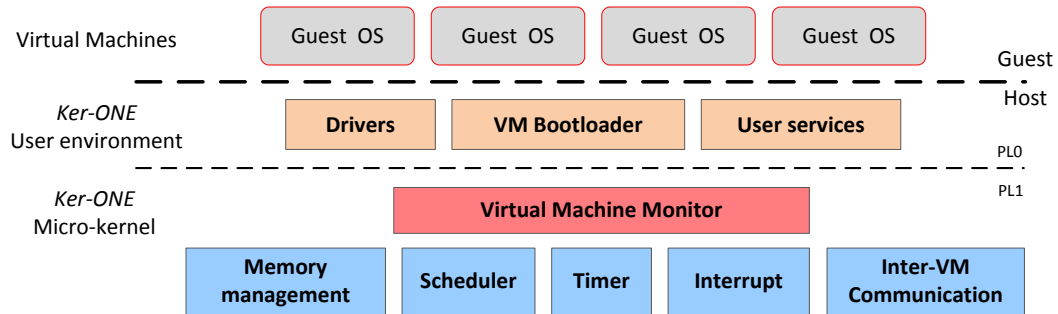 Virtual Machines
Guest OS
Guest OS
Guest OS
Guest OS
Guest
Host
Ker-ONE
User environment
Drivers
VM Bootloader
User services
PL0
PL1
Ker-ONE
Micro-kernel
Virtual Machine Monitor
Memory
management
Scheduler
Timer
Interrupt
Inter-VM
Communication